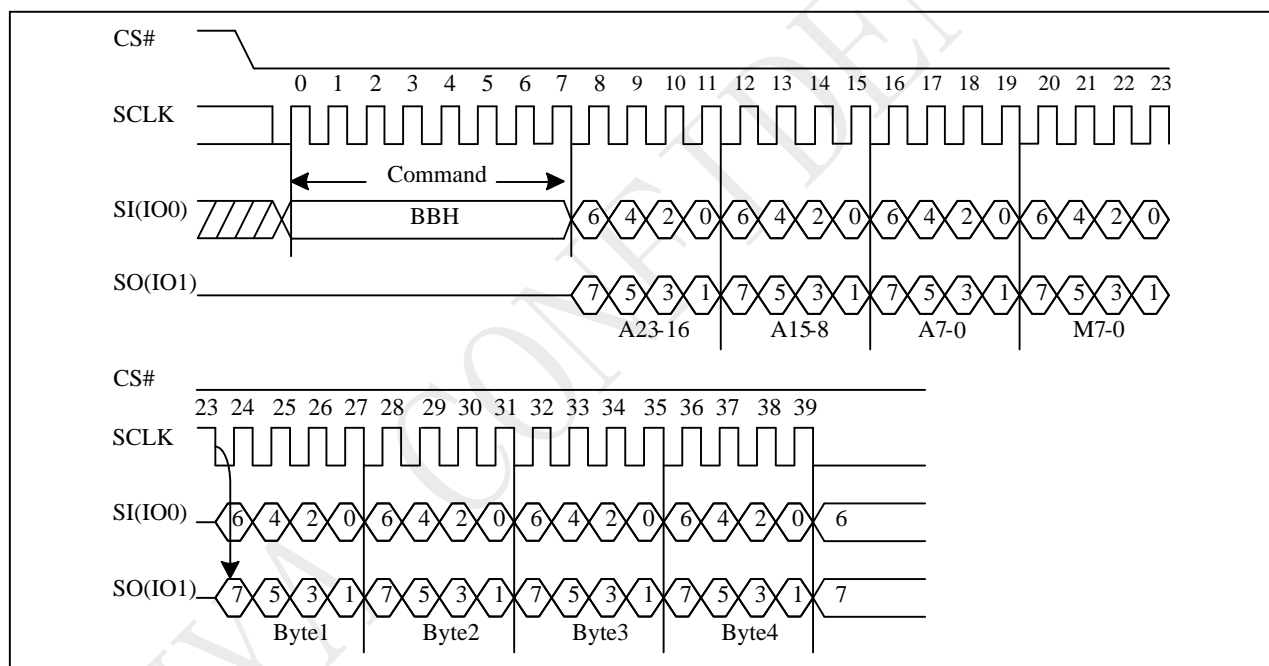 CS#
0 1 2 3 4 5 6 7 8 9 10 11 12 13 14 15 16 17 18 19 20 21 22 23
SCLK
Command
SI(IO0) BBH 6 4 2 0 6 4 2 0 6 4 2 0 6 4 2 0
SO(IO1) 7 5 3 1 7 5 3 1 7 5 3 1 7 5 3 1
A23-16 A15-8 A7-0 M7-0
CS#
23 24 25 26 27 28 29 30 31 32 33 34 35 36 37 38 39
SCLK
SI(IO0) 6 4 2 0 6 4 2 0 6 4 2 0 6 4 2 0 6
SO(IO1) 7 5 3 1 7 5 3 1 7 5 3 1 7 5 3 1 7
Byte1 Byte2 Byte3 Byte4